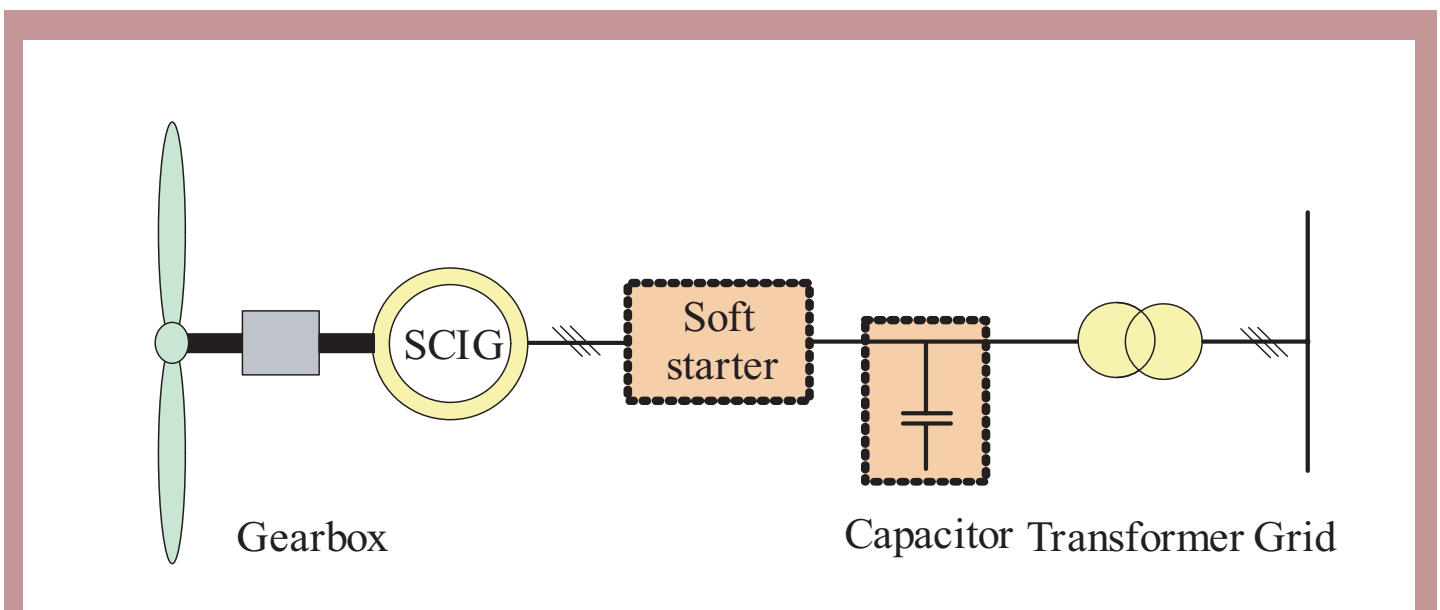 SCIG
Soft
starter
Gearbox
Capacitor
Transformer
Grid